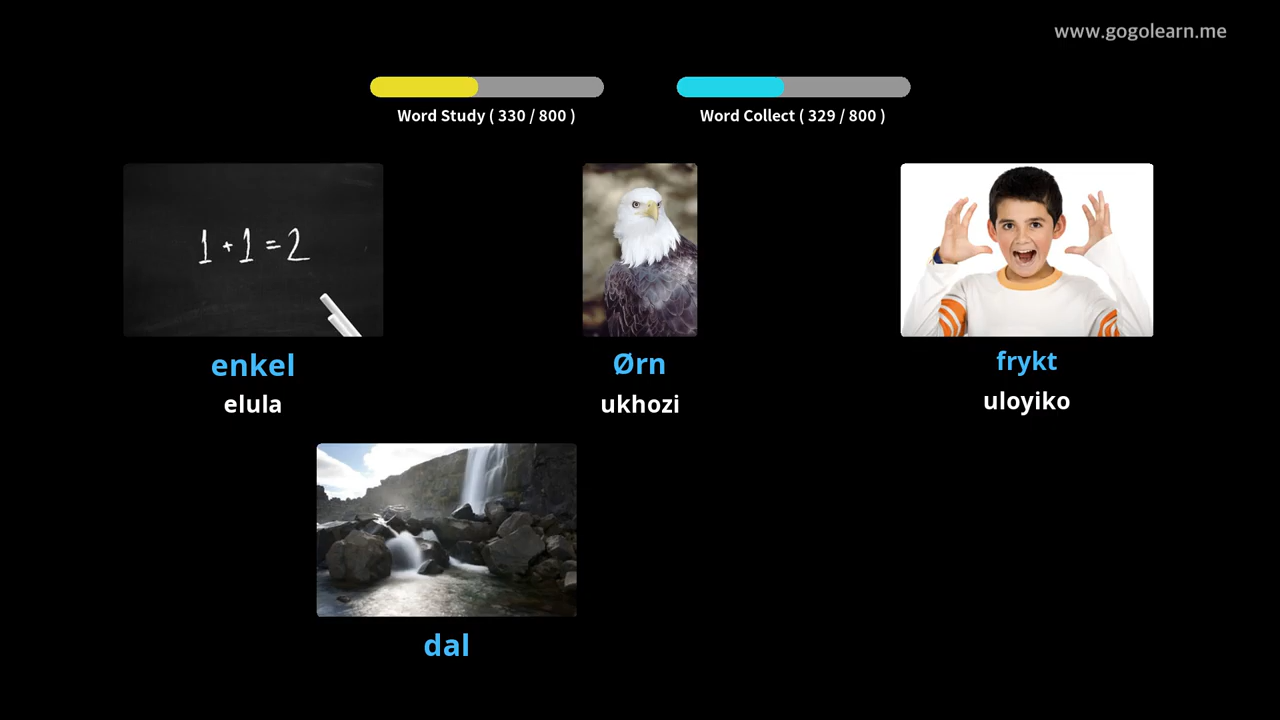 www.gogolearn.me
Word Study ( 330 / 800 )
Word Collect ( 329 / 800 )
1 + 1 = 2
enkel
elula
Ørn
ukhozi
frykt
uloyiko
dal